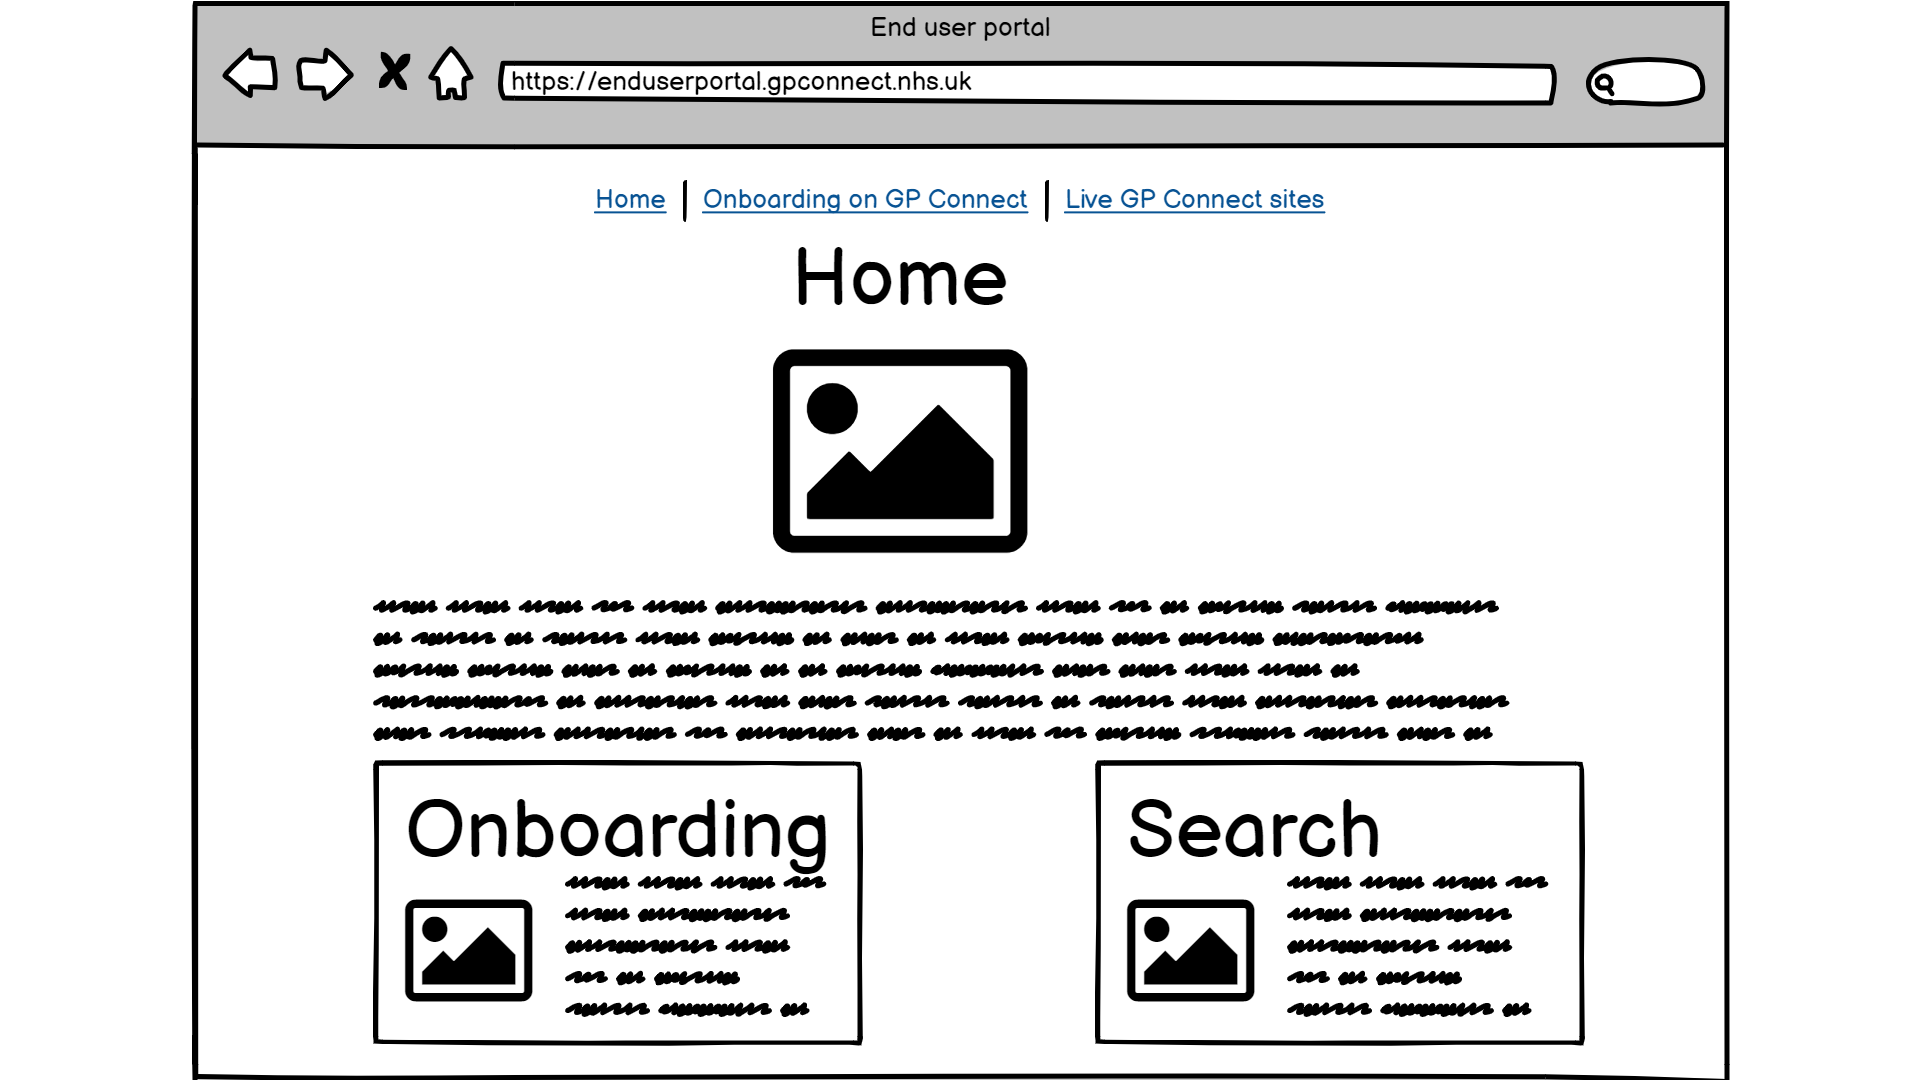 End user portal
https://enduserportal.gpconnect.nhs.uk
Home | Onboarding on GP Connect | Live GP Connect sites
Home
Onboarding
Search